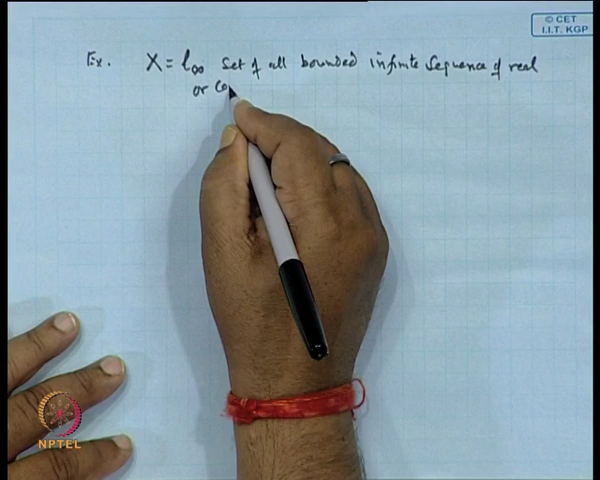 © CET
I.I.T. KGP
Ex. X = l∞ Set of all bounded infinite sequence of real
or co
NPTEL